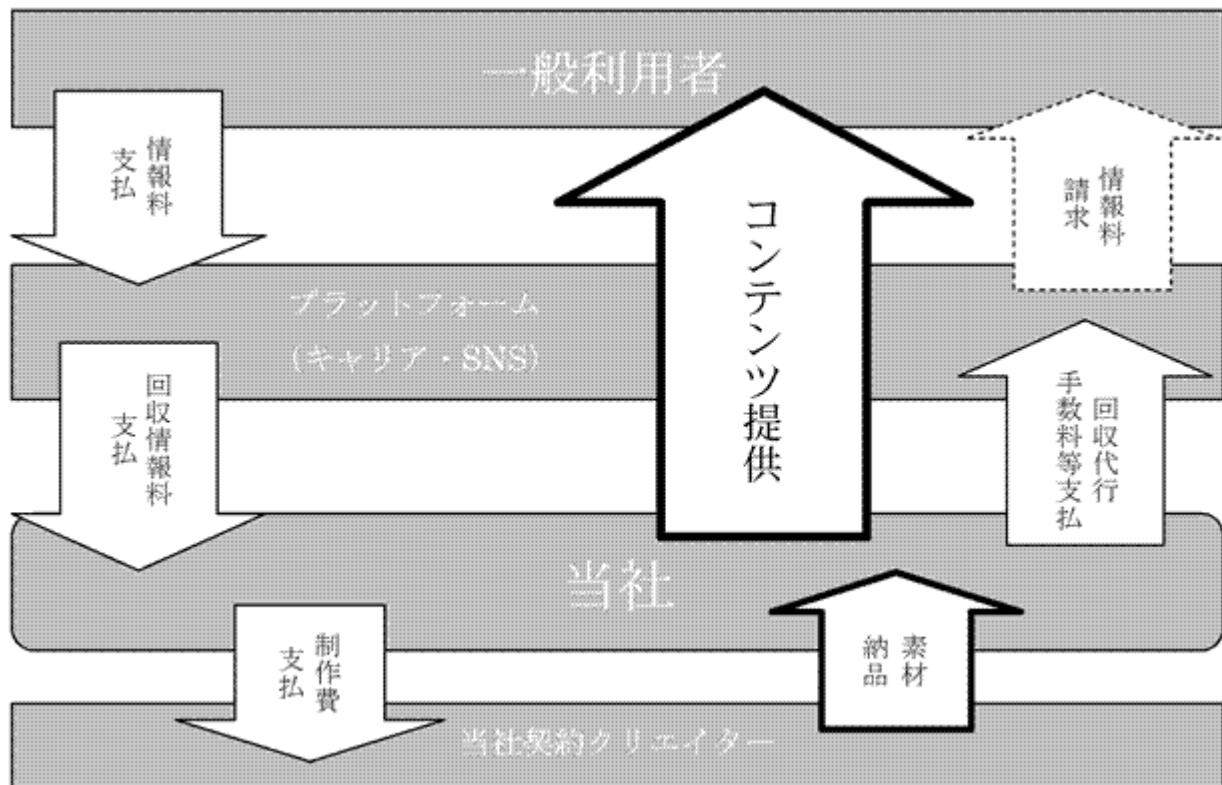 一般利用者
情報料
支払
コンテンツ提供
情報料
請求
プラットフォーム
(キャリア・SNS)
回収情報料
支払
回収代行
手数料等支払
当社
制作費
支払
素材
納品
当社契約クリエイター